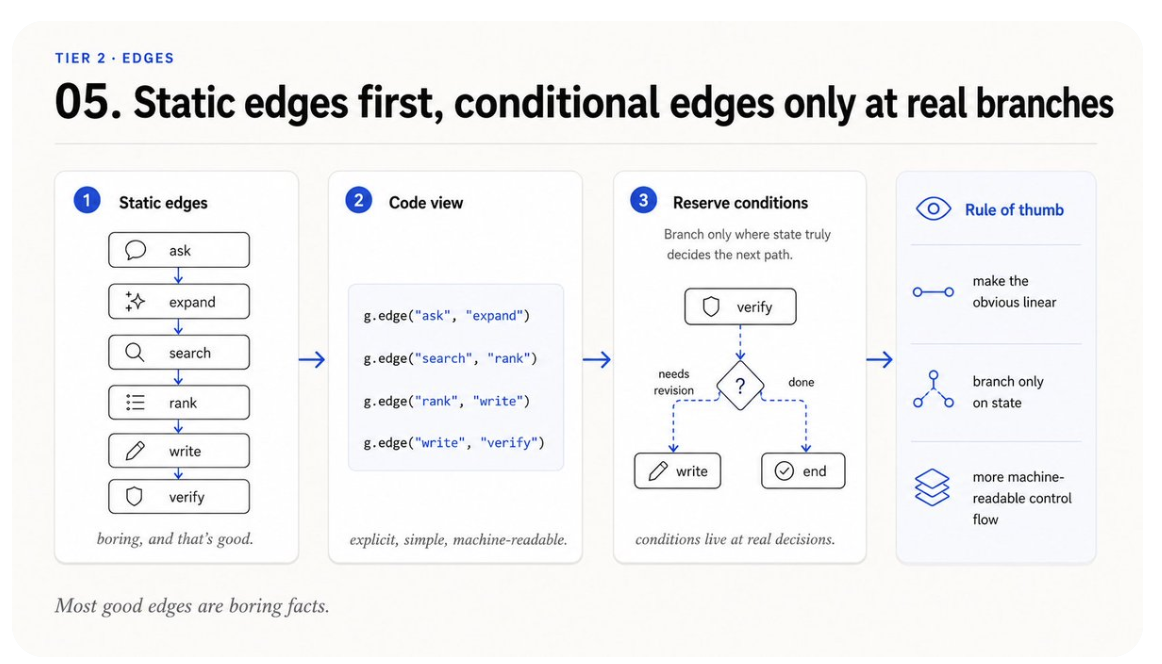 TIER 2 · EDGES
05. Static edges first, conditional edges only at real branches
1
Static edges
ask
expand
search
rank
write
verify
boring, and that's good.
2
Code view
g.edge("ask", "expand")
g.edge("search", "rank")
g.edge("rank", "write")
g.edge("write", "verify")
explicit, simple, machine-readable.
3
Reserve conditions
Branch only where state truly
decides the next path.
verify
?
needs
revision
done
write
end
conditions live at real decisions.
Rule of thumb
make the
obvious linear
branch only
on state
more machine-
readable control
flow
Most good edges are boring facts.